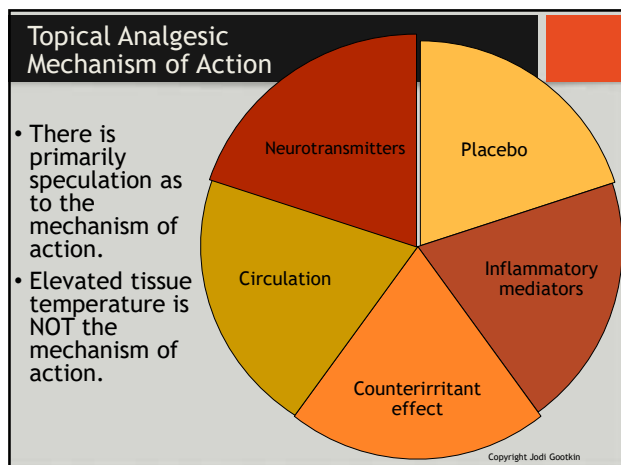 Topical Analgesic
Mechanism of Action
• There is
primarily
speculation as
to the
mechanism of
action.
• Elevated tissue
temperature is
NOT the
mechanism of
action.
Neurotransmitters
Placebo
Circulation
Inflammatory
mediators
Counterirritant
effect
Copyright Jodi Gootkin